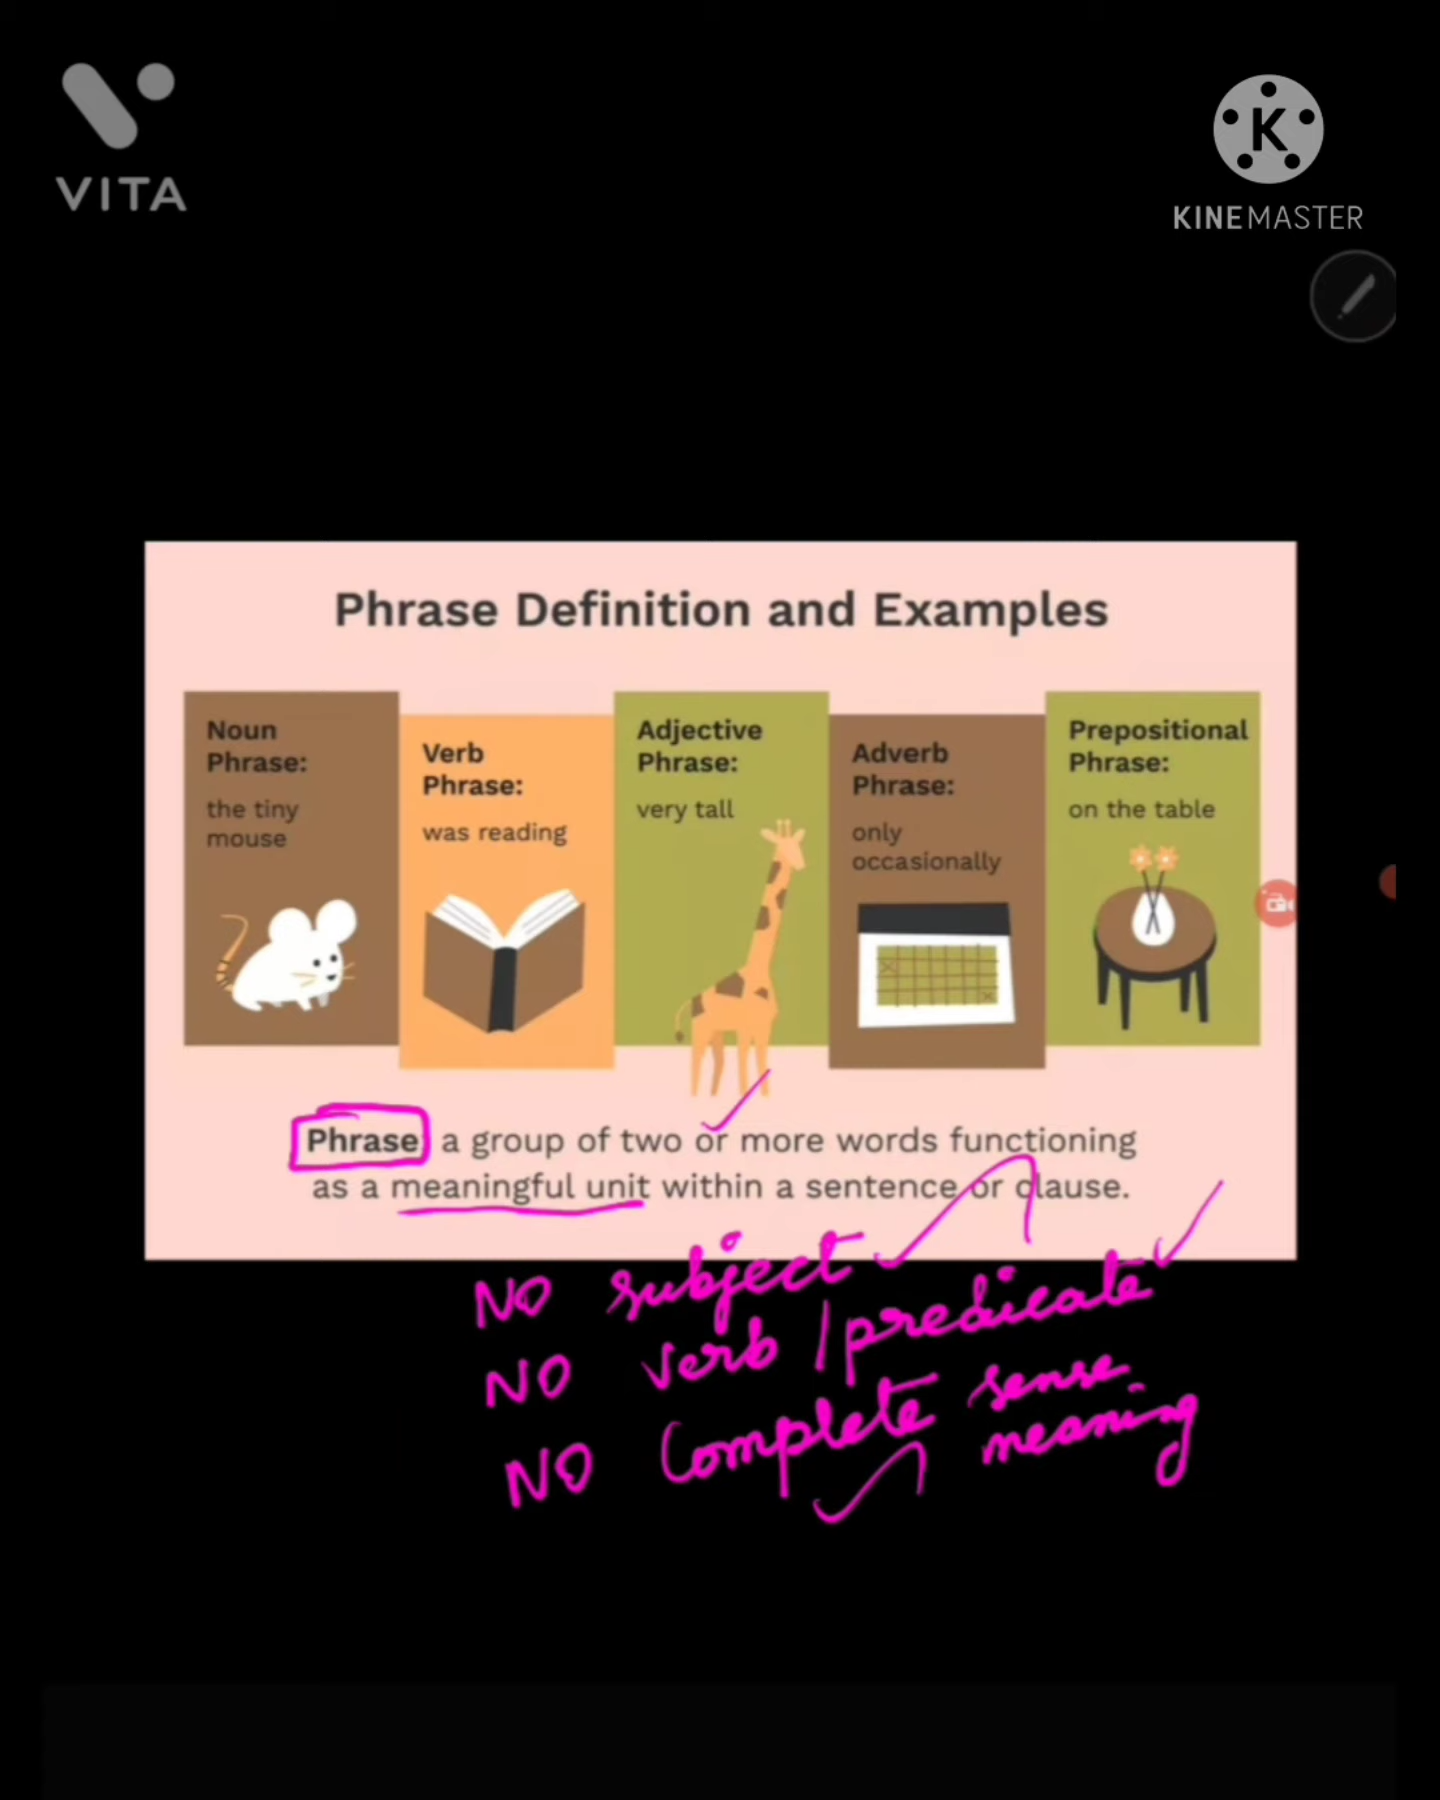 VITA
KINEMASTER
Phrase Definition and Examples
Noun
Phrase:
the tiny
mouse
Verb
Phrase:
was reading
Adjective
Phrase:
very tall
Adverb
Phrase:
only
occasionally
Prepositional
Phrase:
on the table
Phrase a group of two or more words functioning
as a meaningful unit within a sentence or clause.
NO subject
NO verb / predicate
NO Complete sense
meaning